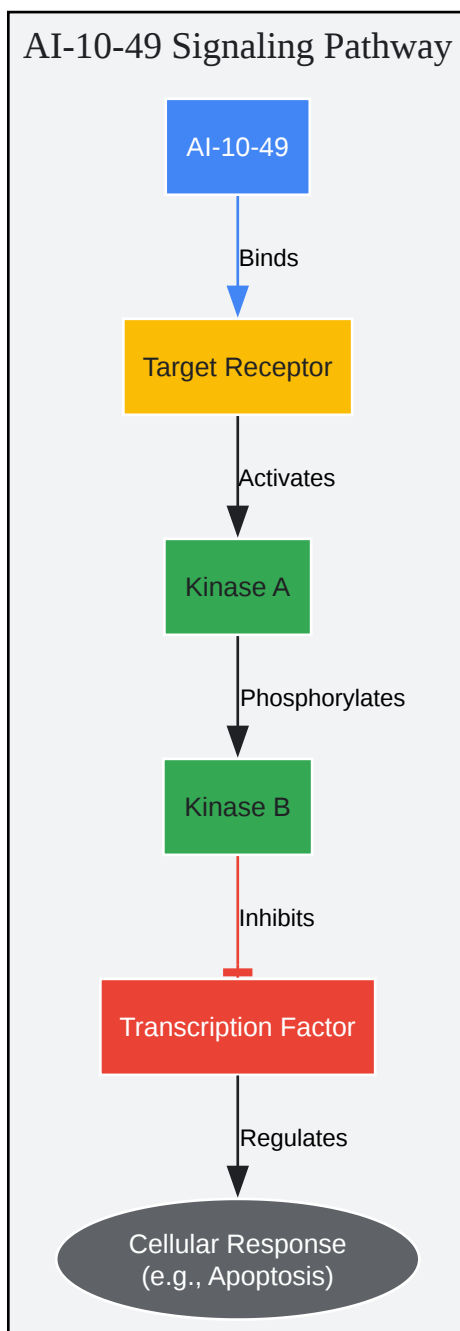 AI-10-49 Signaling Pathway
AI-10-49
Binds
Target Receptor
Activates
Kinase A
Phosphorylates
Kinase B
Inhibits
Transcription Factor
Regulates
Cellular Response
(e.g., Apoptosis)